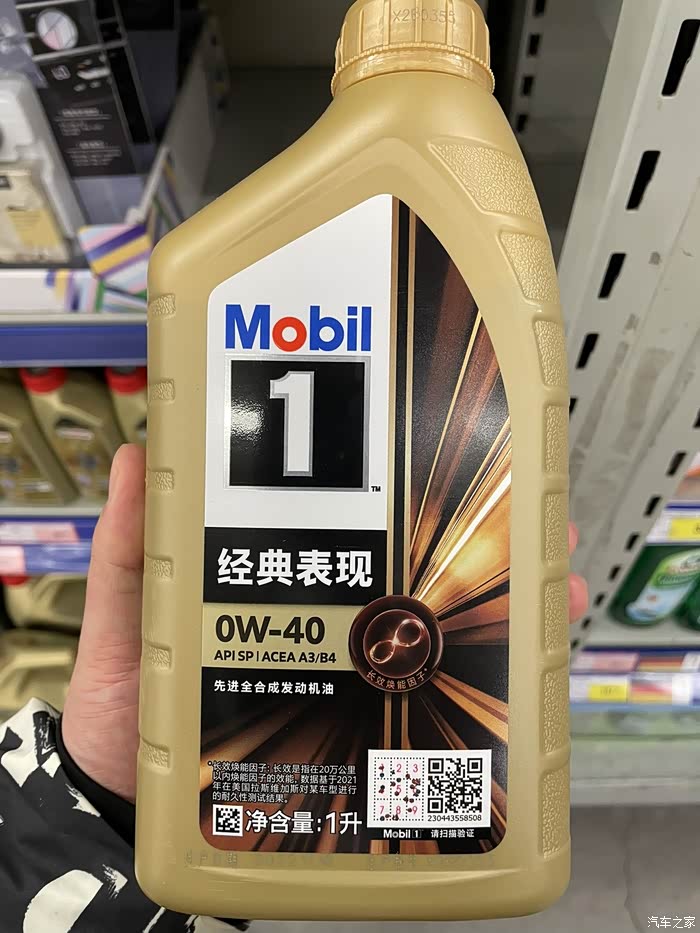 X260355
Mobil
1
TM
经典表现
0W-40
API SP | ACEA A3/B4
先进全合成发动机油
长效焕能因子*
*长效焕能因子:长效是指在20万公里
以内焕能因子的效能,数据基于2021
年在美国拉斯维加斯对某车型进行
的耐久性测试结果。
净含量:1升
230443558508
Mobil 1 请扫描验证
汽车之家